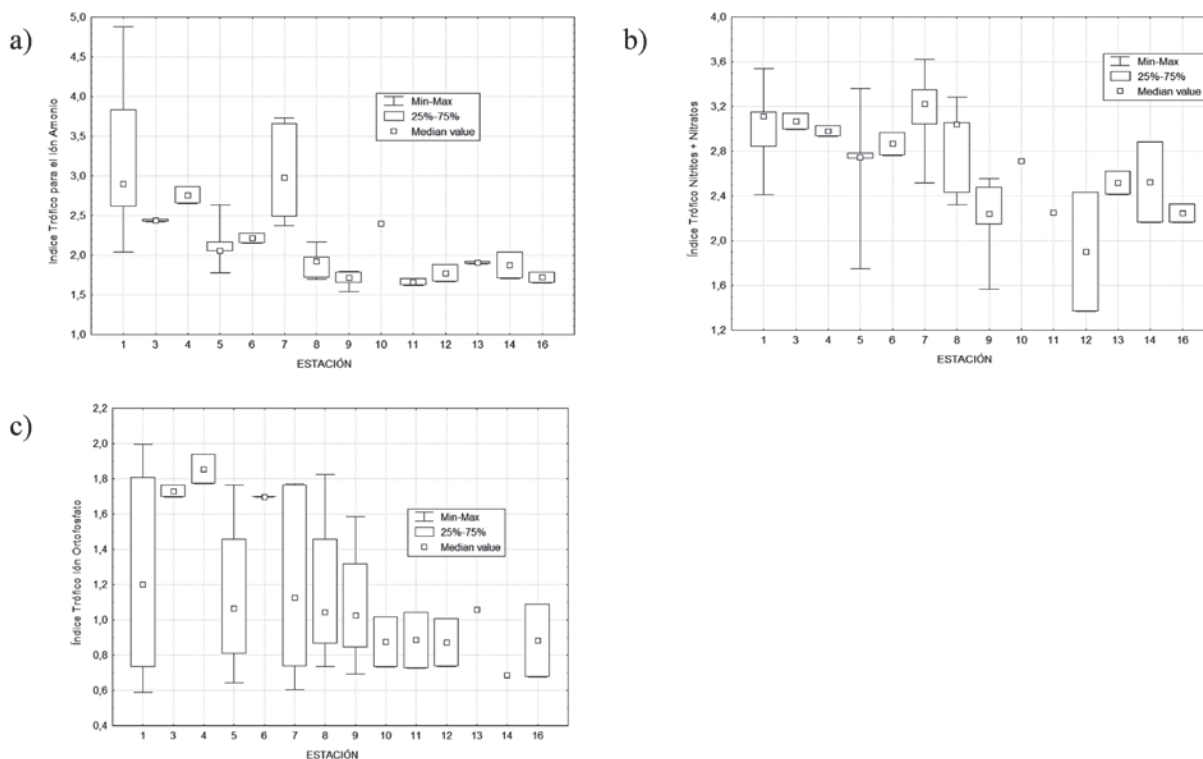 a)
Indice Trófico para el Ión Amonio
5,0
4,5
4,0
3,5
3,0
2,5
2,0
1,5
1,0
Min-Max
25%-75%
Median value
1 3 4 5 6 7 8 9 10 11 12 13 14 16
ESTACIÓN
b)
Índice Trófico Nitritos + Nitratos
4,0
3,6
3,2
2,8
2,4
2,0
1,6
1,2
Min-Max
25%-75%
Median value
1 3 4 5 6 7 8 9 10 11 12 13 14 16
ESTACIÓN
c)
Índice Trófico Ión Ortofosfato
2,2
2,0
1,8
1,6
1,4
1,2
1,0
0,8
0,6
0,4
Min-Max
25%-75%
Median value
1 3 4 5 6 7 8 9 10 11 12 13 14 16
ESTACIÓN